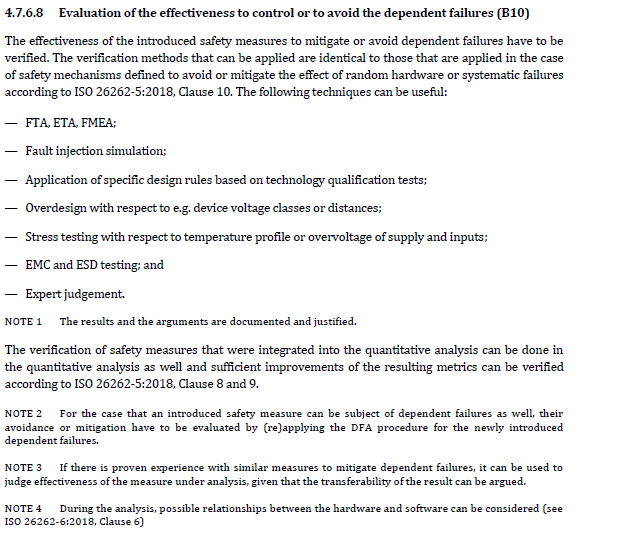 4.7.6.8 Evaluation of the effectiveness to control or to avoid the dependent failures (B10)
The effectiveness of the introduced safety measures to mitigate or avoid dependent failures have to be
verified. The verification methods that can be applied are identical to those that are applied in the case
of safety mechanisms defined to avoid or mitigate the effect of random hardware or systematic failures
according to ISO 26262-5:2018, Clause 10. The following techniques can be useful:
— FTA, ETA, FMEA;
— Fault injection simulation;
— Application of specific design rules based on technology qualification tests;
— Overdesign with respect to e.g. device voltage classes or distances;
— Stress testing with respect to temperature profile or overvoltage of supply and inputs;
— EMC and ESD testing; and
— Expert judgement.
NOTE 1 The results and the arguments are documented and justified.
The verification of safety measures that were integrated into the quantitative analysis can be done in
the quantitative analysis as well and sufficient improvements of the resulting metrics can be verified
according to ISO 26262-5:2018, Clause 8 and 9.
NOTE 2 For the case that an introduced safety measure can be subject of dependent failures as well, their
avoidance or mitigation have to be evaluated by (re)applying the DFA procedure for the newly introduced
dependent failures.
NOTE 3 If there is proven experience with similar measures to mitigate dependent failures, it can be used to
judge effectiveness of the measure under analysis, given that the transferability of the result can be argued.
NOTE 4 During the analysis, possible relationships between the hardware and software can be considered (see
ISO 26262-6:2018, Clause 6)